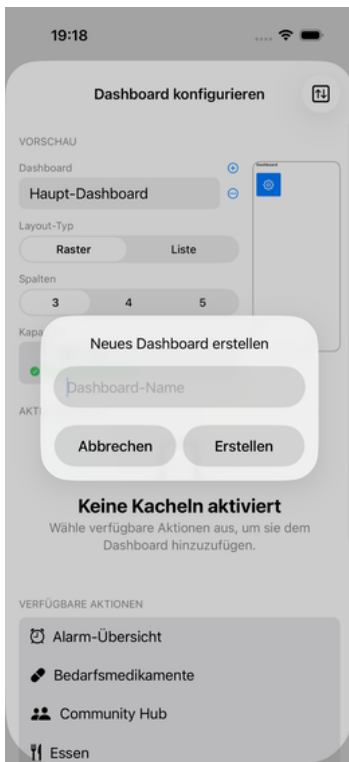 19:18
Dashboard konfigurieren
VORSCHAU
Dashboard
Haupt-Dashboard
Dashboard
Layout-Typ
Raster
Liste
Spalten
3
4
5
Neues Dashboard erstellen
Dashboard-Name
Abbrechen
Erstellen
Keine Kacheln aktiviert
Wähle verfügbare Aktionen aus, um sie dem
Dashboard hinzuzufügen.
VERFÜGBARE AKTIONEN
Alarm-Übersicht
Bedarfsmedikamente
Community Hub
Essen